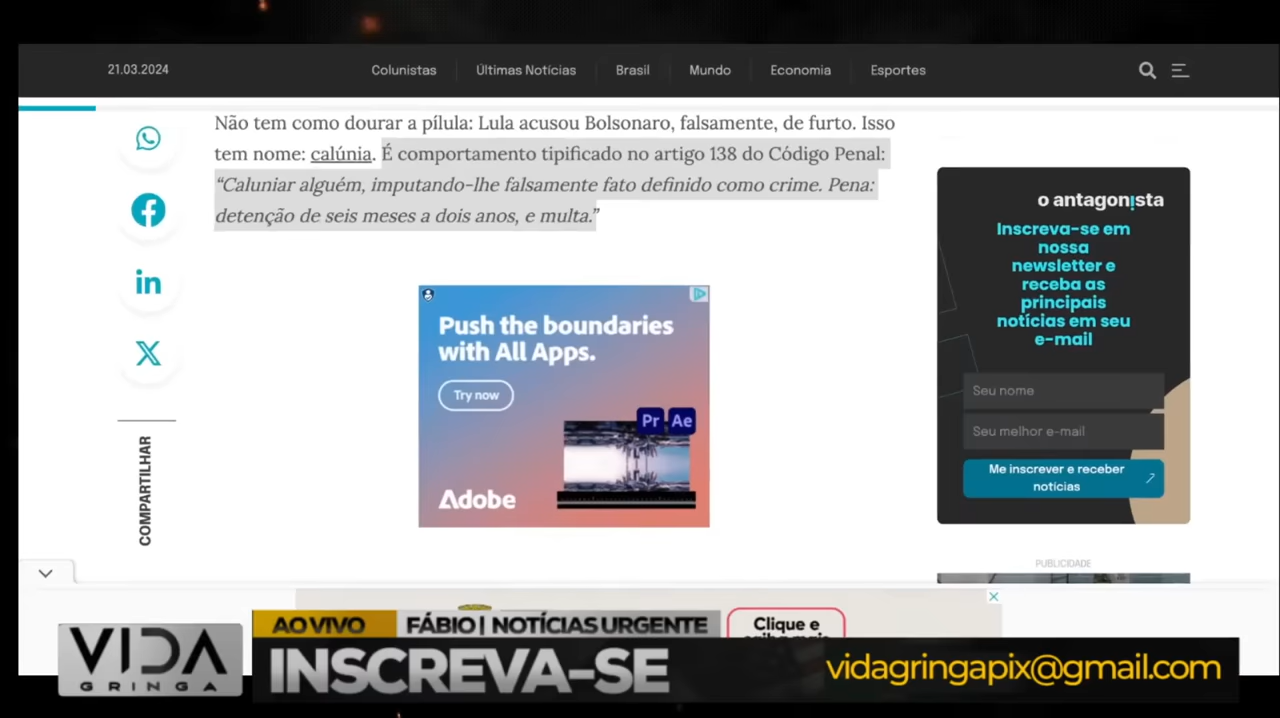 21.03.2024
Colunistas
Últimas Notícias
Brasil
Mundo
Economia
Esportes
Não tem como dourar a pílula: Lula acusou Bolsonaro, falsamente, de furto. Isso
tem nome: calúnia. É comportamento tipificado no artigo 138 do Código Penal:
“Caluniar alguém, imputando-lhe falsamente fato definido como crime. Pena:
detenção de seis meses a dois anos, e multa.”
COMPARTILHAR
Push the boundaries
with All Apps.
Try now
Pr
Ae
Adobe
o antagonista
Inscreva-se em
nossa
newsletter e
receba as
principais
notícias em seu
e-mail
Seu nome
Seu melhor e-mail
Me inscrever e receber
notícias
PUBLICIDADE
Clique e
AO VIVO
FÁBIO | NOTÍCIAS URGENTE
VIDA
GRINGA
INSCREVA-SE
vidagringapix@gmail.com